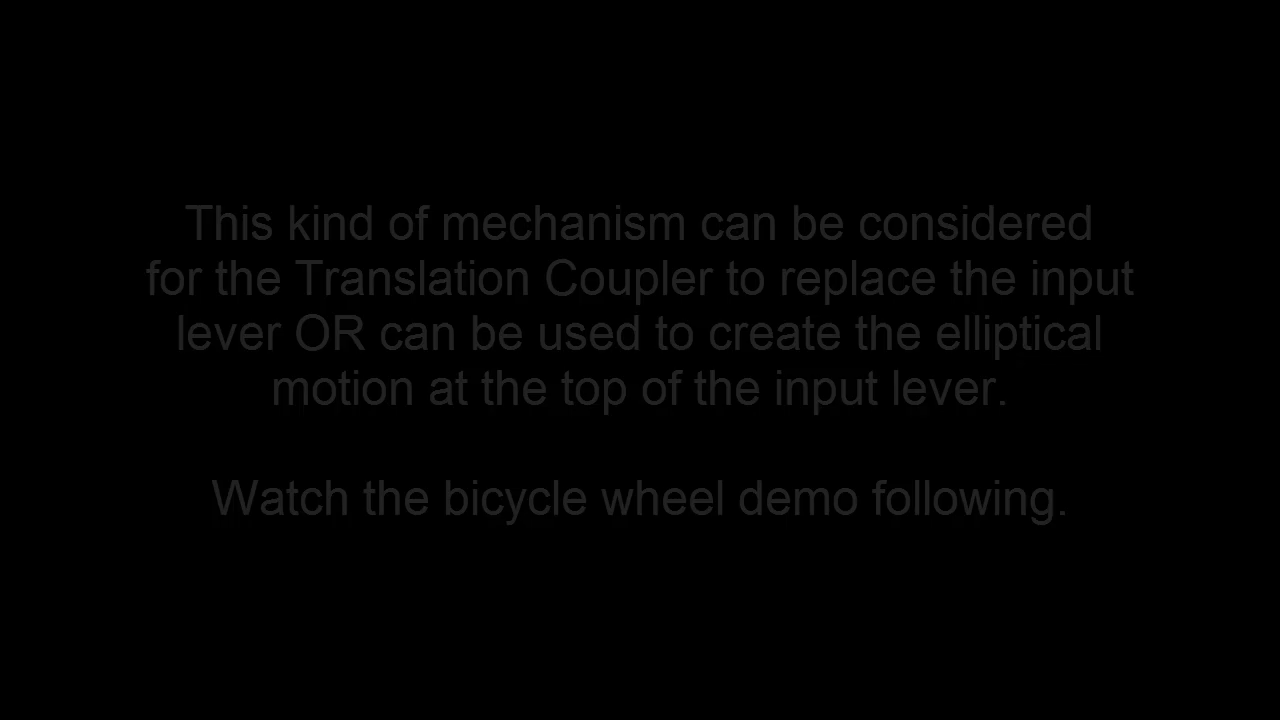 This kind of mechanism can be considered
for the Translation Coupler to replace the input
lever OR can be used to create the elliptical
motion at the top of the input lever.
Watch the bicycle wheel demo following.